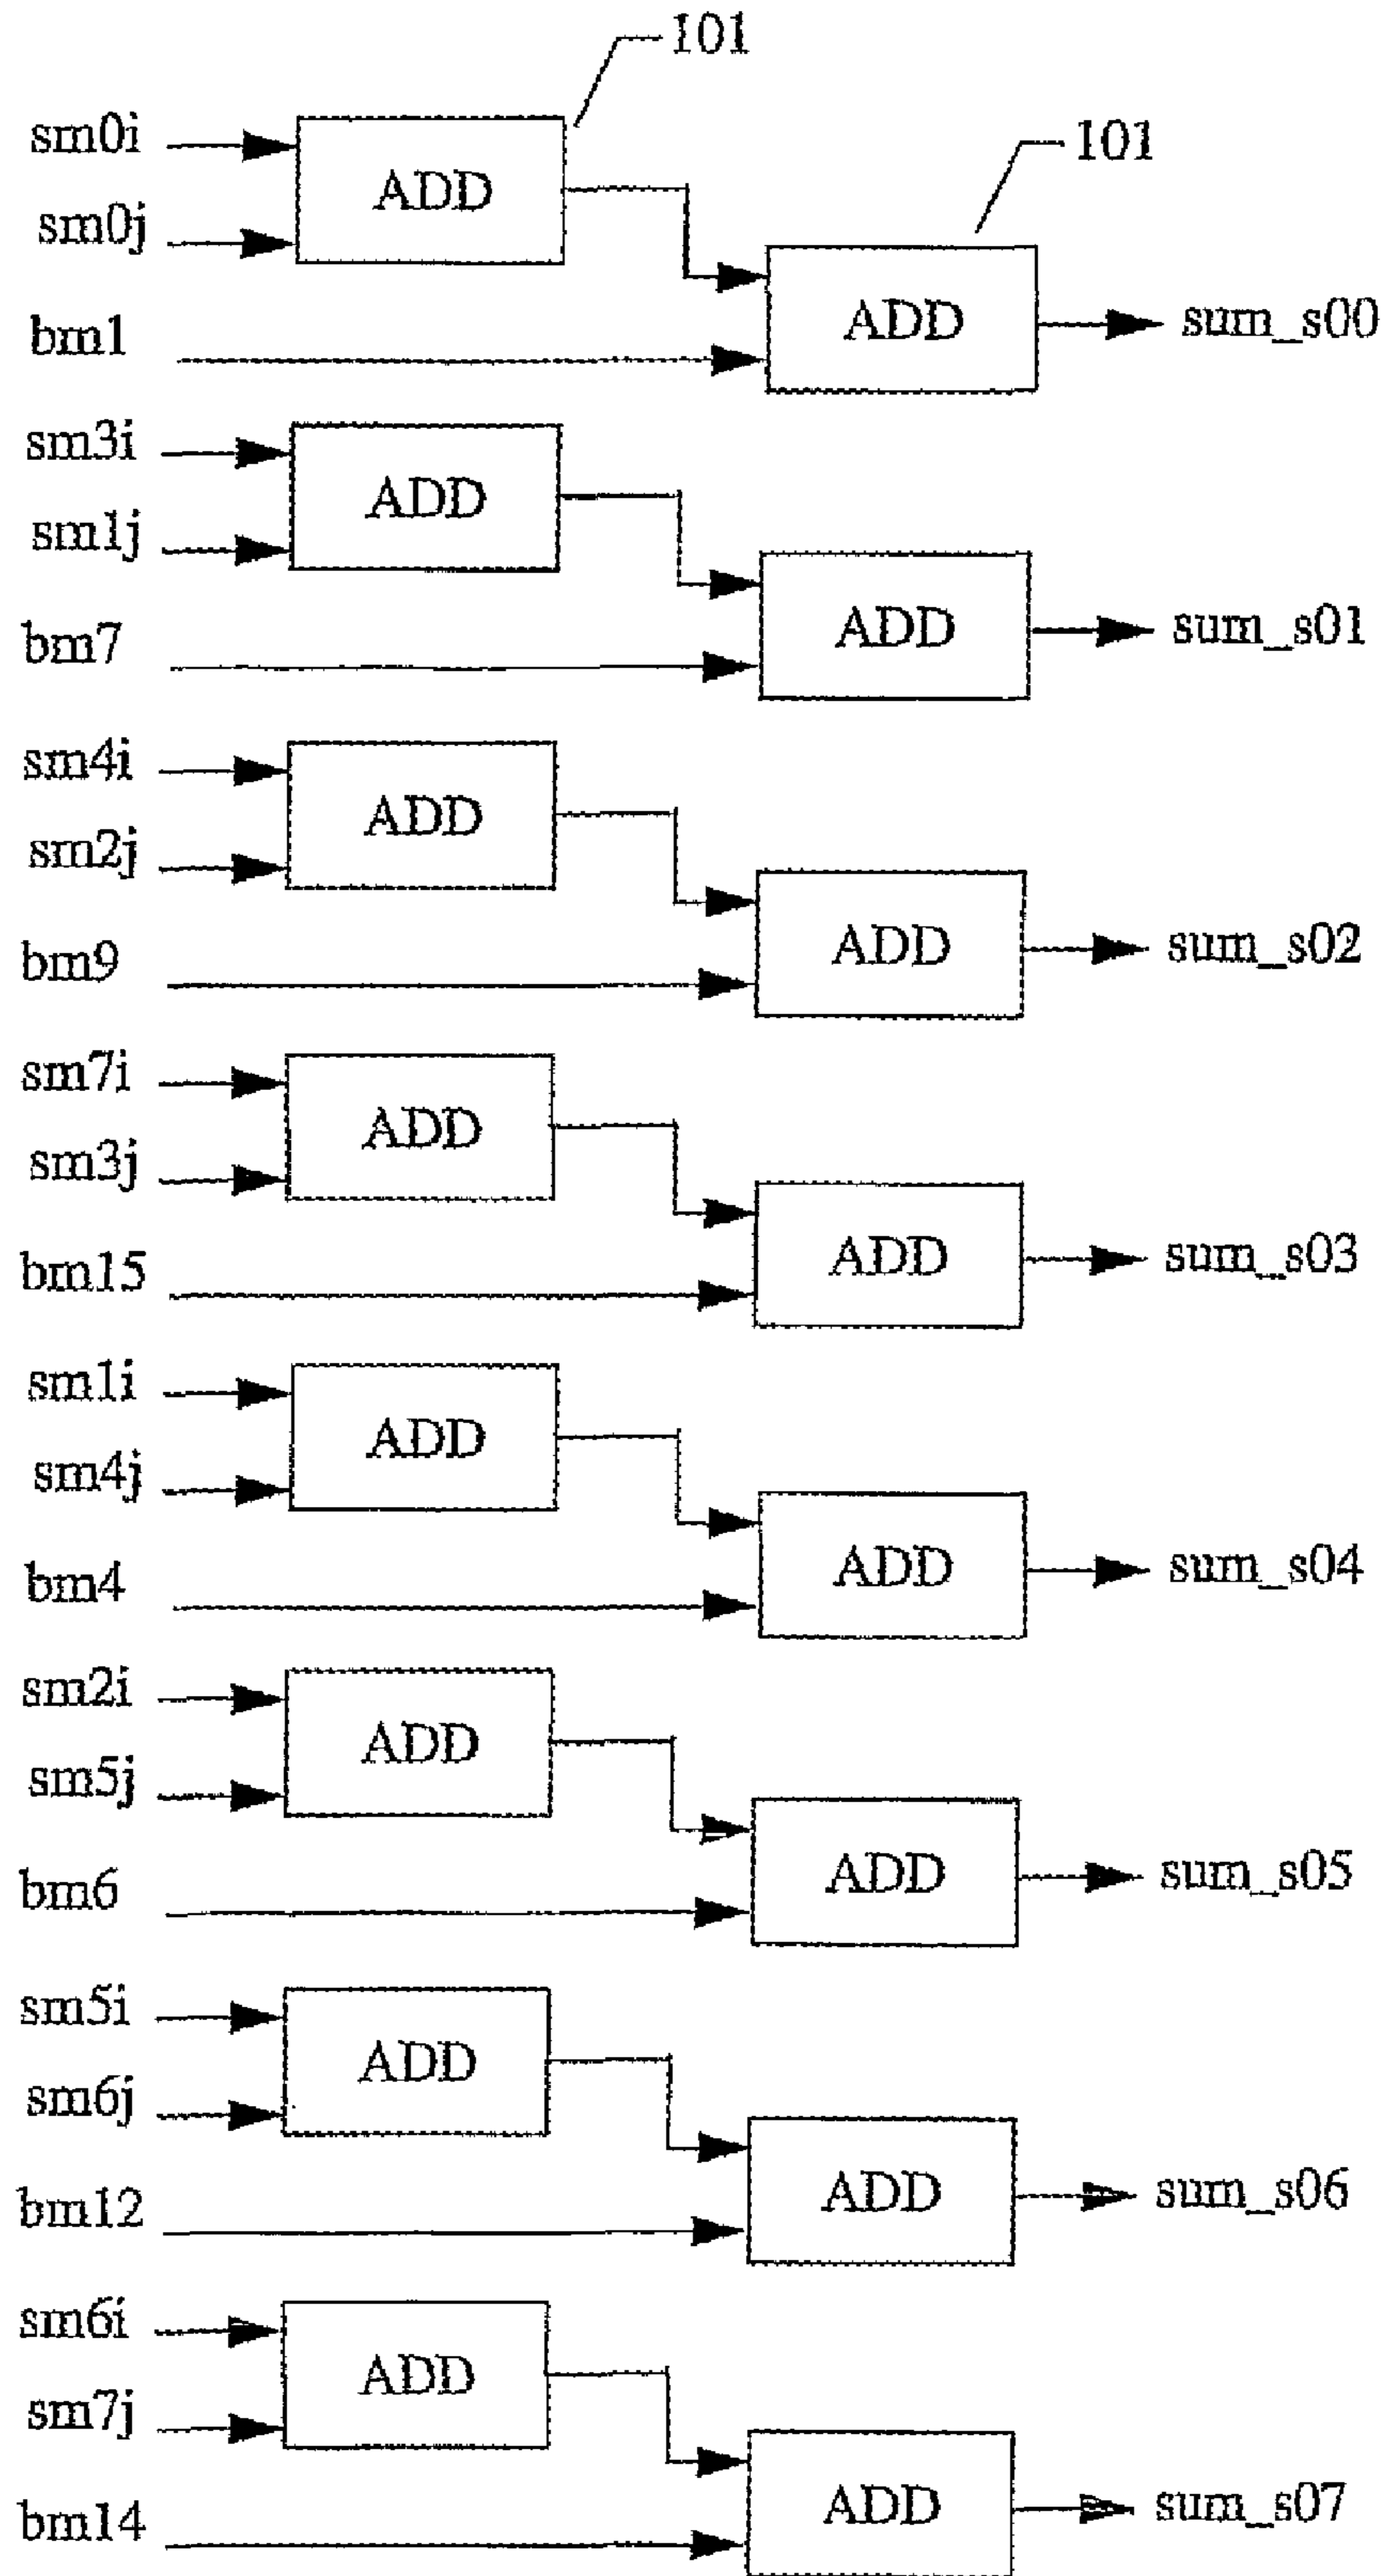 101
101
sm0i
ADD
sm0j
ADD
sum_s00
bm1
sm3i
ADD
sm1j
ADD
sum_s01
bm7
sm4i
ADD
sm2j
ADD
sum_s02
bm9
sm7i
ADD
sm3j
ADD
sum_s03
bm15
sm1i
ADD
sm4j
ADD
sum_s04
bm4
sm2i
ADD
sm5j
ADD
sum_s05
bm6
sm5i
ADD
sm6j
ADD
sum_s06
bm12
sm6i
ADD
sm7j
ADD
sum_s07
bm14